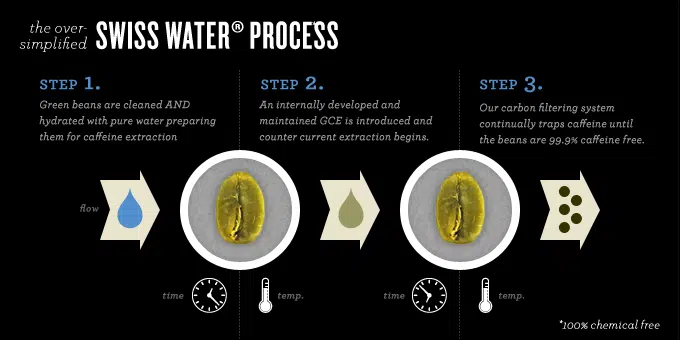 the over-
simplified
SWISS WATER® PROCESS
STEP 1.
Green beans are cleaned AND
hydrated with pure water preparing
them for caffeine extraction
STEP 2.
An internally developed and
maintained GCE is introduced and
counter current extraction begins.
STEP 3.
Our carbon filtering system
continually traps caffeine until
the beans are 99.9% caffeine free.
flow
time
temp.
time
temp.
*100% chemical free